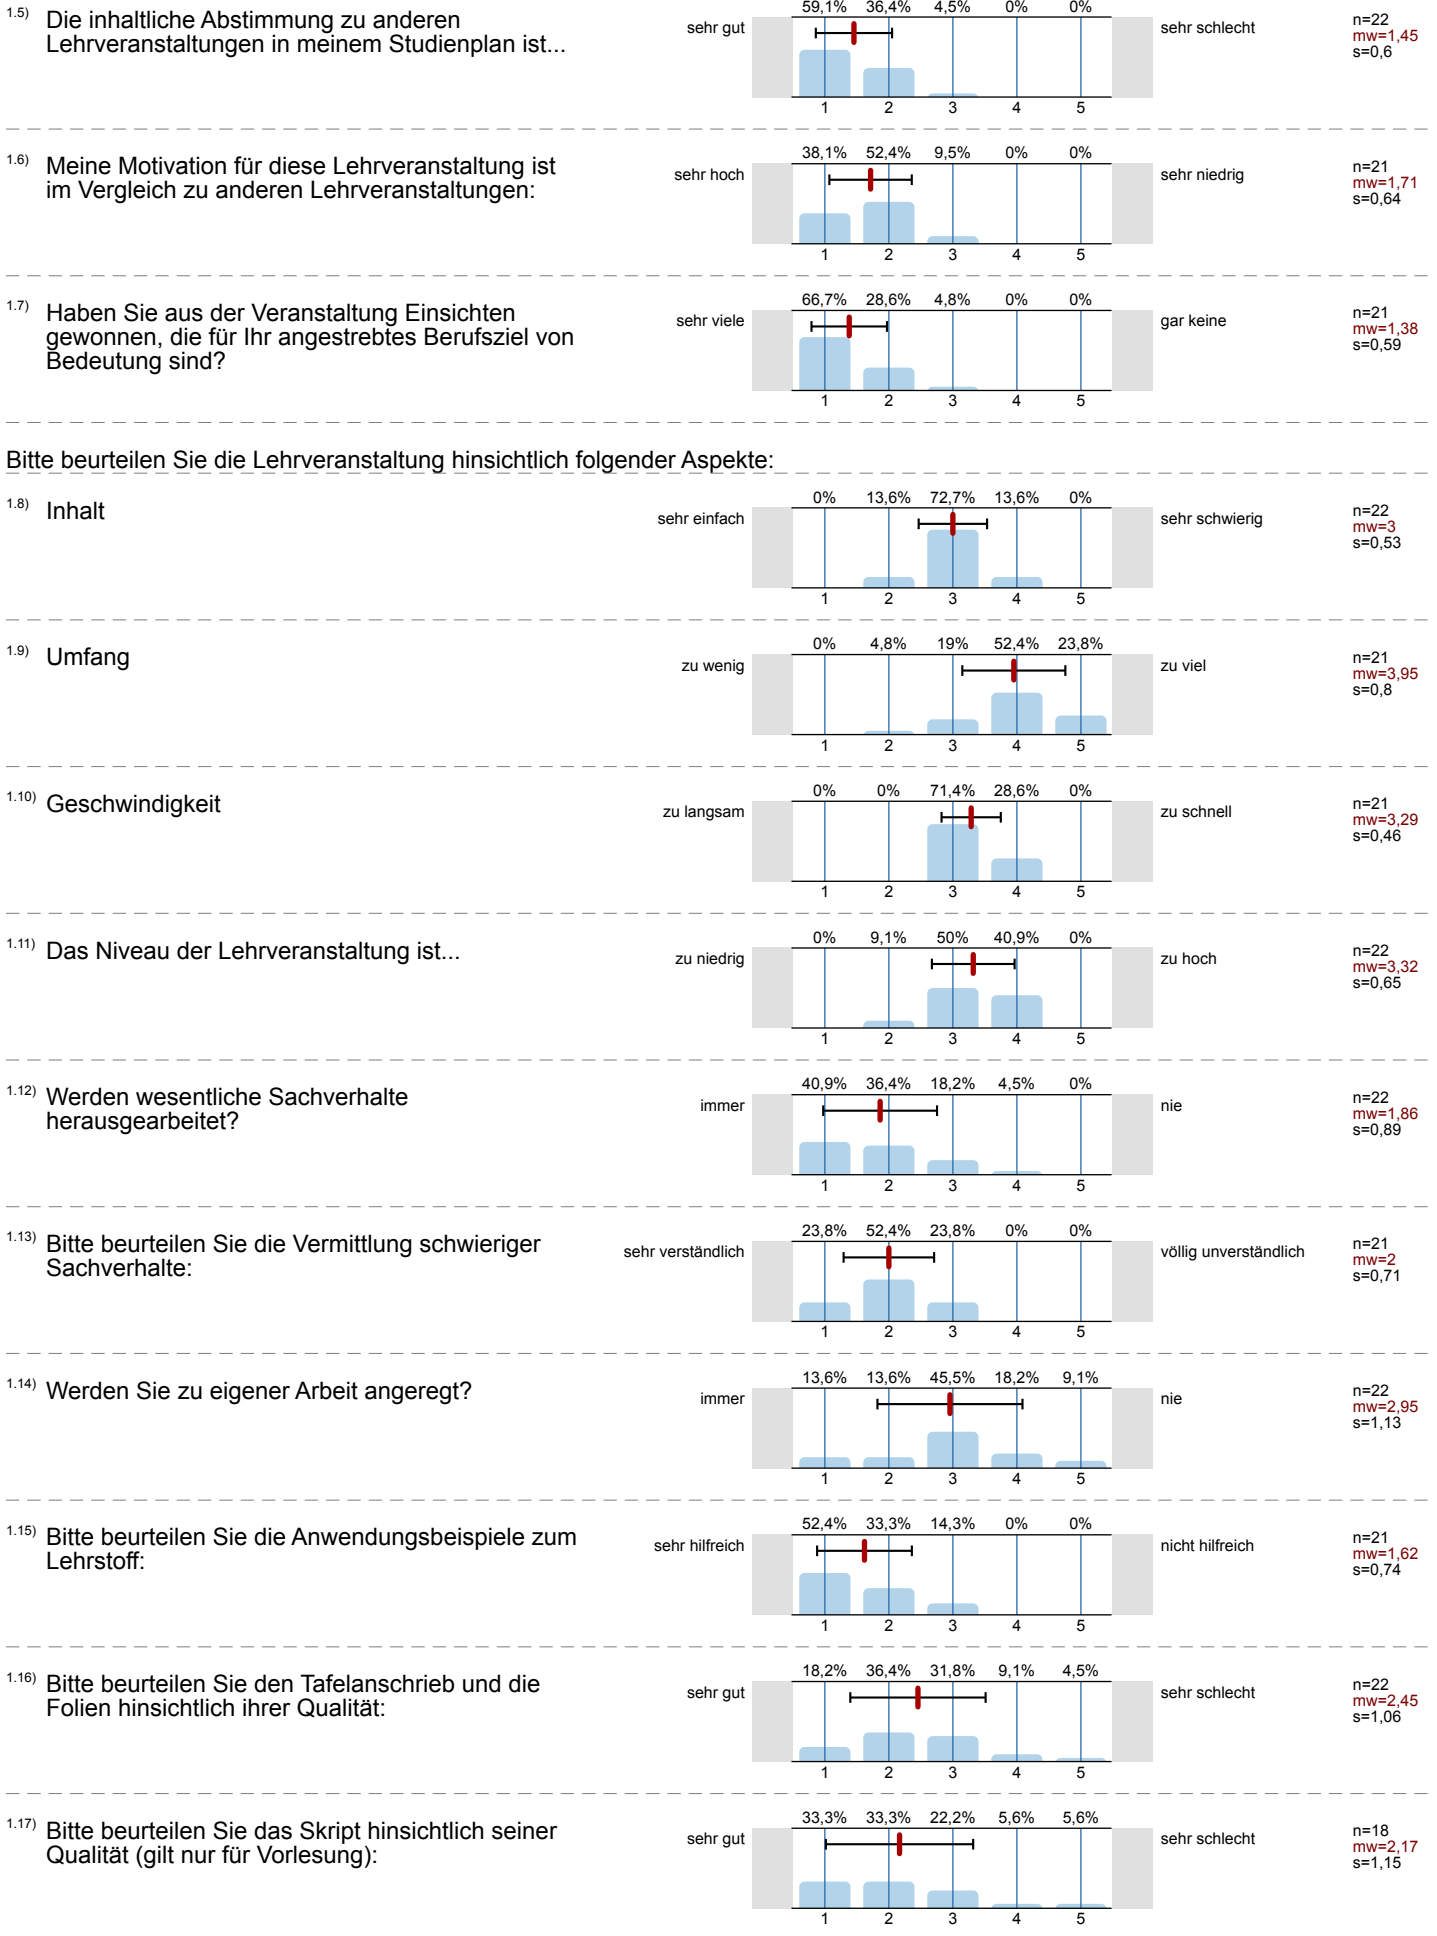 1.5) Die inhaltliche Abstimmung zu anderen
Lehrveranstaltungen in meinem Studienplan ist...
59,1% 36,4% 4,5% 0% 0%
sehr gut
sehr schlecht
1 2 3 4 5
n=22
mw=1,45
s=0,6
1.6) Meine Motivation für diese Lehrveranstaltung ist
im Vergleich zu anderen Lehrveranstaltungen:
38,1% 52,4% 9,5% 0% 0%
sehr hoch
sehr niedrig
1 2 3 4 5
n=21
mw=1,71
s=0,64
1.7) Haben Sie aus der Veranstaltung Einsichten
gewonnen, die für Ihr angestrebtes Berufsziel von
Bedeutung sind?
66,7% 28,6% 4,8% 0% 0%
sehr viele
gar keine
1 2 3 4 5
n=21
mw=1,38
s=0,59
Bitte beurteilen Sie die Lehrveranstaltung hinsichtlich folgender Aspekte:
1.8) Inhalt
0% 13,6% 72,7% 13,6% 0%
sehr einfach
sehr schwierig
1 2 3 4 5
n=22
mw=3
s=0,53
1.9) Umfang
0% 4,8% 19% 52,4% 23,8%
zu wenig
zu viel
1 2 3 4 5
n=21
mw=3,95
s=0,8
1.10) Geschwindigkeit
0% 0% 71,4% 28,6% 0%
zu langsam
zu schnell
1 2 3 4 5
n=21
mw=3,29
s=0,46
1.11) Das Niveau der Lehrveranstaltung ist...
0% 9,1% 50% 40,9% 0%
zu niedrig
zu hoch
1 2 3 4 5
n=22
mw=3,32
s=0,65
1.12) Werden wesentliche Sachverhalte
herausgearbeitet?
40,9% 36,4% 18,2% 4,5% 0%
immer
nie
1 2 3 4 5
n=22
mw=1,86
s=0,89
1.13) Bitte beurteilen Sie die Vermittlung schwieriger
Sachverhalte:
23,8% 52,4% 23,8% 0% 0%
sehr verständlich
völlig unverständlich
1 2 3 4 5
n=21
mw=2
s=0,71
1.14) Werden Sie zu eigener Arbeit angeregt?
13,6% 13,6% 45,5% 18,2% 9,1%
immer
nie
1 2 3 4 5
n=22
mw=2,95
s=1,13
1.15) Bitte beurteilen Sie die Anwendungsbeispiele zum
Lehrstoff:
52,4% 33,3% 14,3% 0% 0%
sehr hilfreich
nicht hilfreich
1 2 3 4 5
n=21
mw=1,62
s=0,74
1.16) Bitte beurteilen Sie den Tafelanschrieb und die
Folien hinsichtlich ihrer Qualität:
18,2% 36,4% 31,8% 9,1% 4,5%
sehr gut
sehr schlecht
1 2 3 4 5
n=22
mw=2,45
s=1,06
1.17) Bitte beurteilen Sie das Skript hinsichtlich seiner
Qualität (gilt nur für Vorlesung):
33,3% 33,3% 22,2% 5,6% 5,6%
sehr gut
sehr schlecht
1 2 3 4 5
n=18
mw=2,17
s=1,15